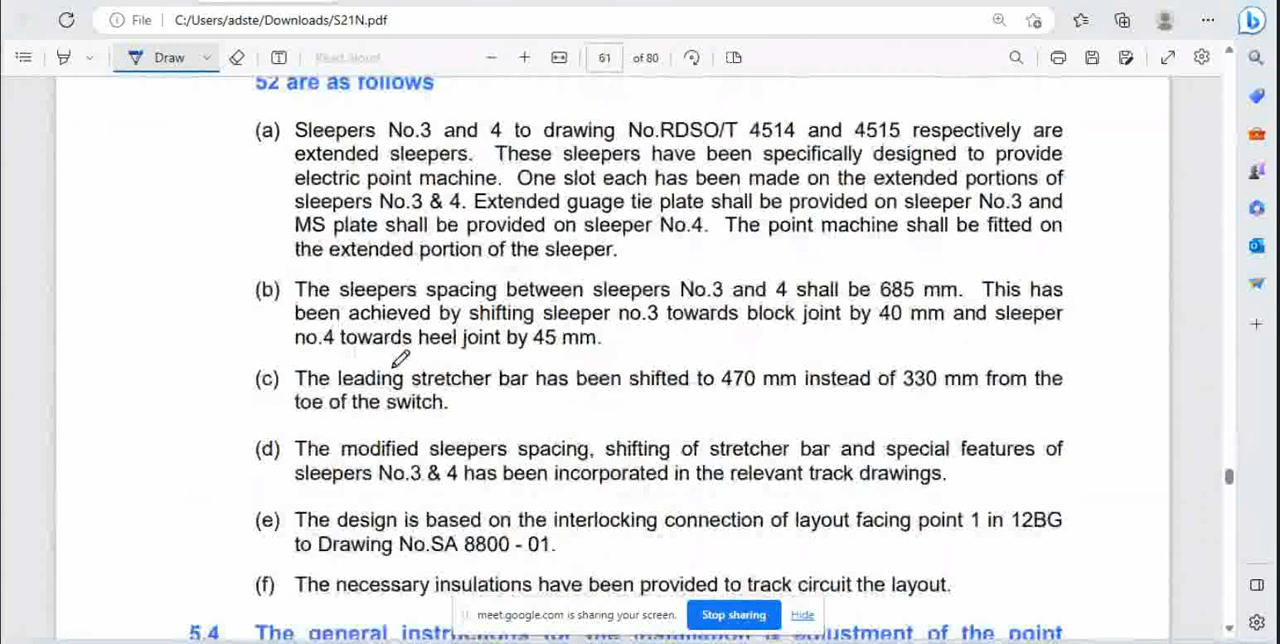 File C:/Users/adste/Downloads/S21N.pdf
Draw Read aloud 61 of 80
52 are as follows
(a) Sleepers No.3 and 4 to drawing No.RDSO/T 4514 and 4515 respectively are
extended sleepers. These sleepers have been specifically designed to provide
electric point machine. One slot each has been made on the extended portions of
sleepers No.3 & 4. Extended guage tie plate shall be provided on sleeper No.3 and
MS plate shall be provided on sleeper No.4. The point machine shall be fitted on
the extended portion of the sleeper.
(b) The sleepers spacing between sleepers No.3 and 4 shall be 685 mm. This has
been achieved by shifting sleeper no.3 towards block joint by 40 mm and sleeper
no.4 towards heel joint by 45 mm.
(c) The leading stretcher bar has been shifted to 470 mm instead of 330 mm from the
toe of the switch.
(d) The modified sleepers spacing, shifting of stretcher bar and special features of
sleepers No.3 & 4 has been incorporated in the relevant track drawings.
(e) The design is based on the interlocking connection of layout facing point 1 in 12BG
to Drawing No.SA 8800 - 01.
(f) The necessary insulations have been provided to track circuit the layout.
meet.google.com is sharing your screen. Stop sharing Hide
5.4 The general instructions for the installation adjustment of the point